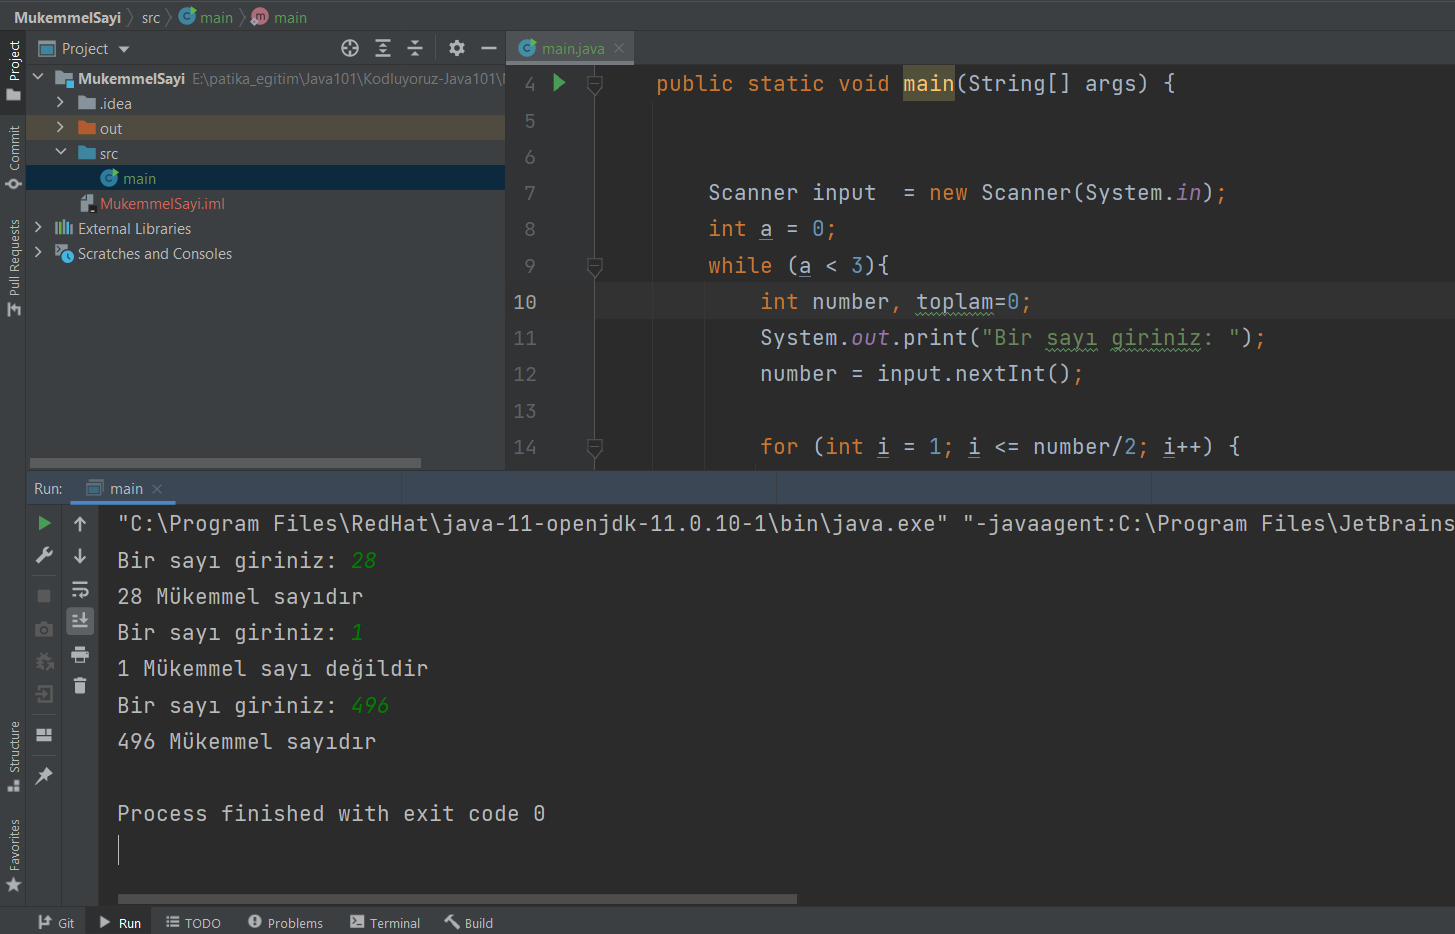 MukemmelSayi src main main
Project
main.java
Project
Commit
Pull Requests
Structure
Favorites
MukemmelSayi E:\patika_egitim\Java101\Kodluyoruz-Java101\
.idea
out
src
main
MukemmelSayi.iml
External Libraries
Scratches and Consoles
4 public static void main(String[] args) {
5
6
7 Scanner input  = new Scanner(System.in);
8 int a = 0;
9 while (a < 3){
10 int number, toplam=0;
11 System.out.print("Bir sayı giriniz: ");
12 number = input.nextInt();
13
14 for (int i = 1; i <= number/2; i++) {
Run: main
"C:\Program Files\RedHat\java-11-openjdk-11.0.10-1\bin\java.exe" "-javaagent:C:\Program Files\JetBrains
Bir sayı giriniz: 28
28 Mükemmel sayıdır
Bir sayı giriniz: 1
1 Mükemmel sayı değildir
Bir sayı giriniz: 496
496 Mükemmel sayıdır
Process finished with exit code 0
Git Run TODO Problems Terminal Build